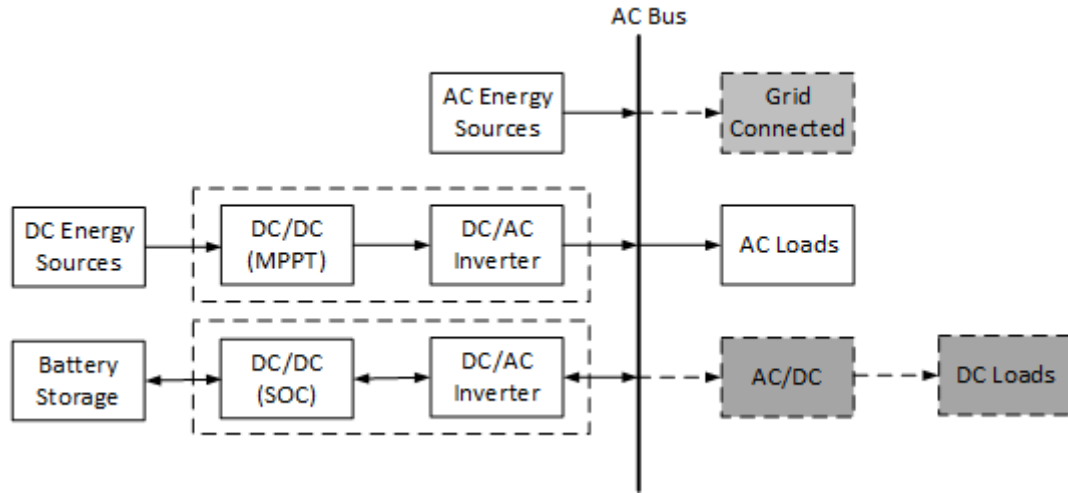 AC Bus
AC Energy
Sources
Grid
Connected
DC Energy
Sources
DC/DC
(MPPT)
DC/AC
Inverter
AC Loads
Battery
Storage
DC/DC
(SOC)
DC/AC
Inverter
AC/DC
DC Loads